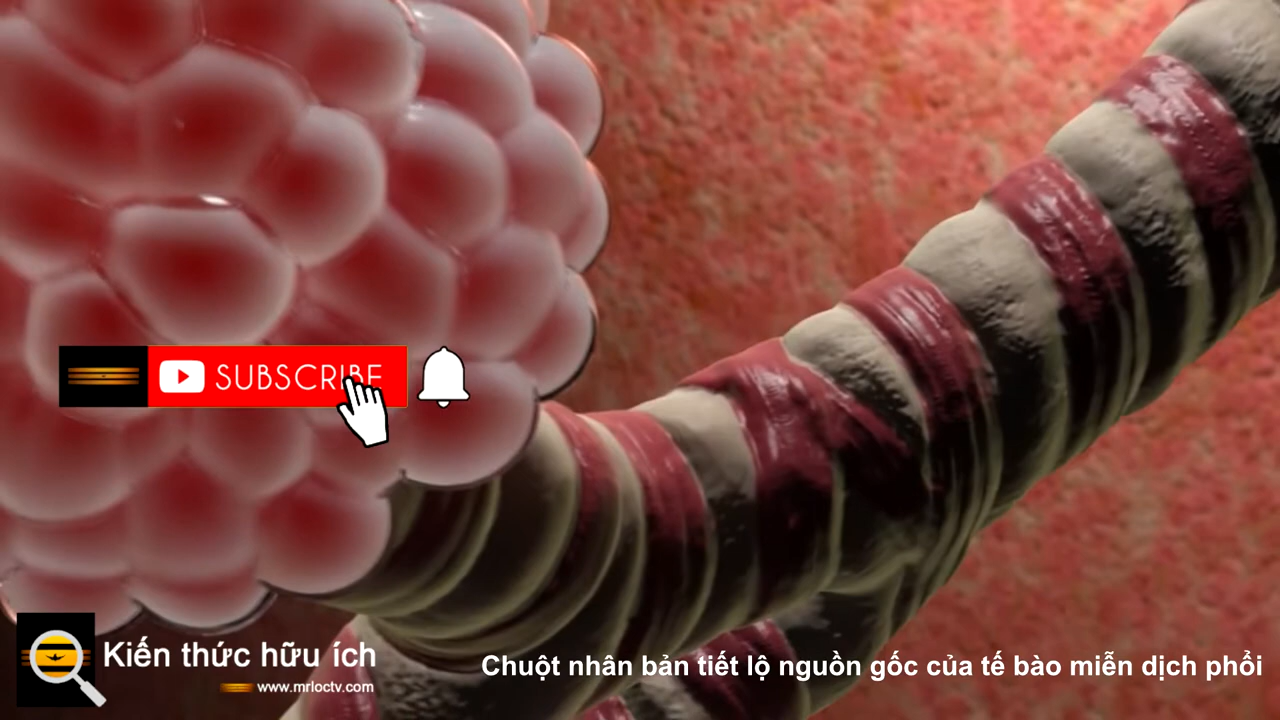 SUBSCRIBE
Kiến thức hữu ích
www.mrloctv.com
Chuột nhân bản tiết lộ nguồn gốc của tế bào miễn dịch phổi